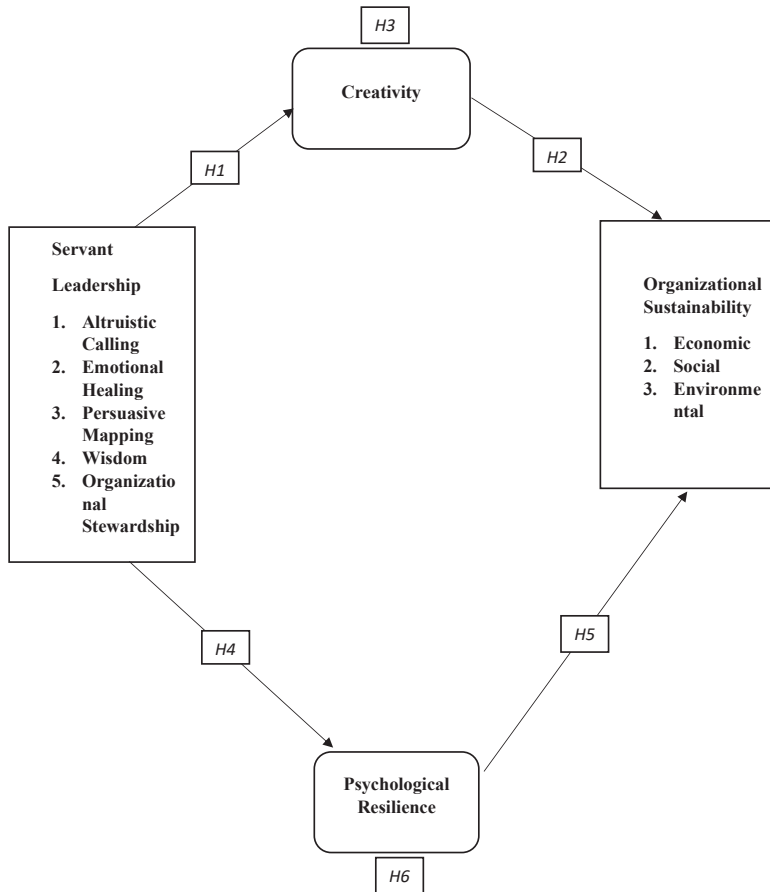 H3
Creativity
H1
H2
Servant
Leadership
1. Altruistic
Calling
2. Emotional
Healing
3. Persuasive
Mapping
4. Wisdom
5. Organizatio
nal
Stewardship
Organizational
Sustainability
1. Economic
2. Social
3. Environme
ntal
H4
H5
Psychological
Resilience
H6